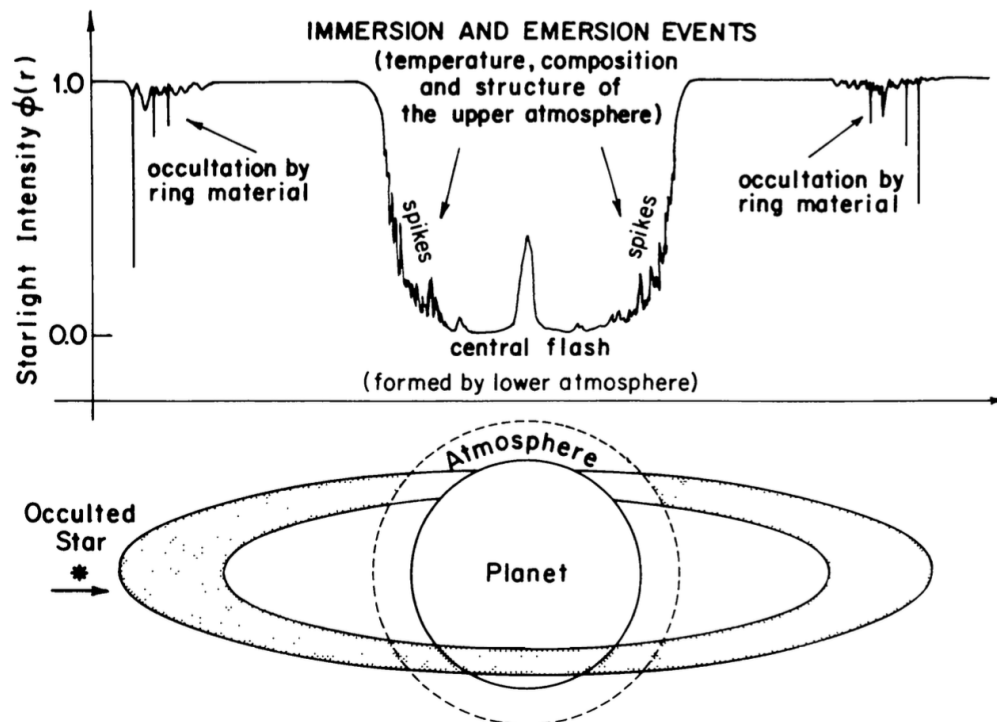 IMMERSION AND EMERSION EVENTS
(temperature, composition
and structure of
the upper atmosphere)
Starlight Intensity ϕ(r)
1.0
0.0
occultation by
ring material
spikes
spikes
occultation by
ring material
central flash
(formed by lower atmosphere)
Atmosphere
Occulted
Star
*
Planet